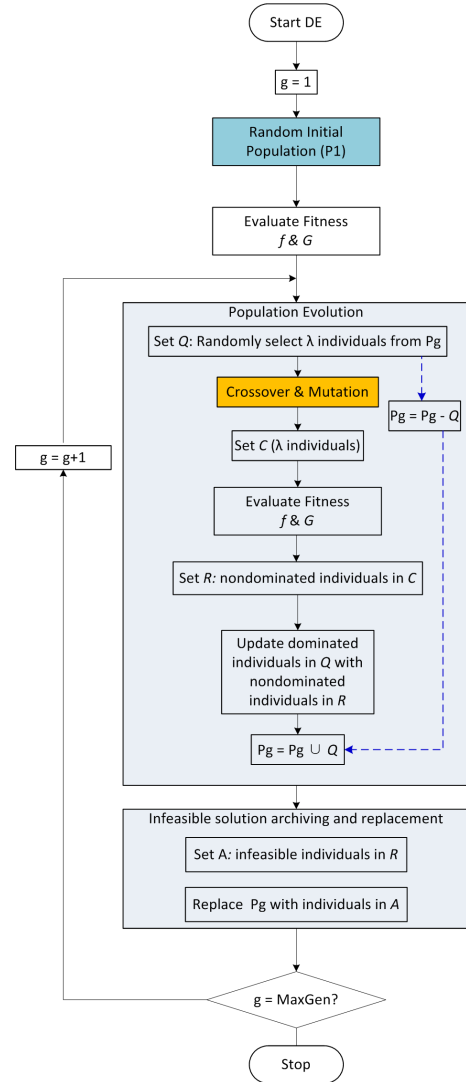 Start DE
g = 1
Random Initial
Population (P1)
Evaluate Fitness
f & G
Population Evolution
Set Q: Randomly select λ individuals from Pg
Crossover & Mutation
Pg = Pg - Q
Set C (λ individuals)
g = g+1
Evaluate Fitness
f & G
Set R: nondominated individuals in C
Update dominated
individuals in Q with
nondominated
individuals in R
Pg = Pg ∪ Q
Infeasible solution archiving and replacement
Set A: infeasible individuals in R
Replace Pg with individuals in A
g = MaxGen?
Stop